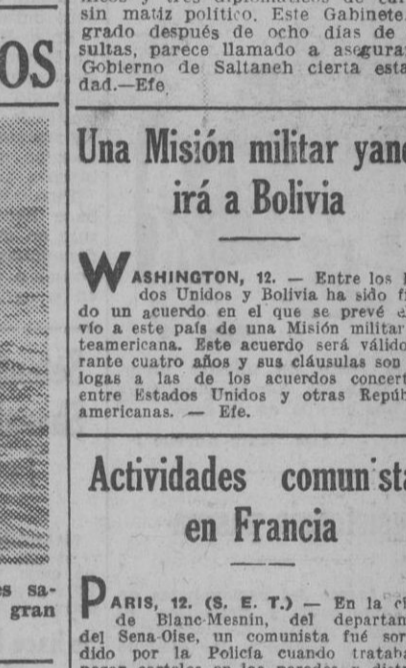 sin matiz político. Este Gabinete,
grado después de ocho días de
sultas, parece llamado a asegura
Gobierno de Saltaneh cierta esta
dad.—Efe
OS
Una Misión militar yan
irá a Bolivia
WASHINGTON, 12. — Entre los
dos Unidos y Bolivia ha sido f
do un acuerdo en el que se prevé
vío a este país de una Misión militar
teamericana. Este acuerdo será válido
rante cuatro años y sus cláusulas son
logas a las de los acuerdos concert
entre Estados Unidos y otras Repúb
americanas. — Efe.
Actividades comunista
en Francia
s sa-
gran
PARIS, 12. (S. E. T.) — En la
de Blanc-Mesnin, del departan
del Sena-Oise, un comunista fué sor
dido por la Policía cuando trataba